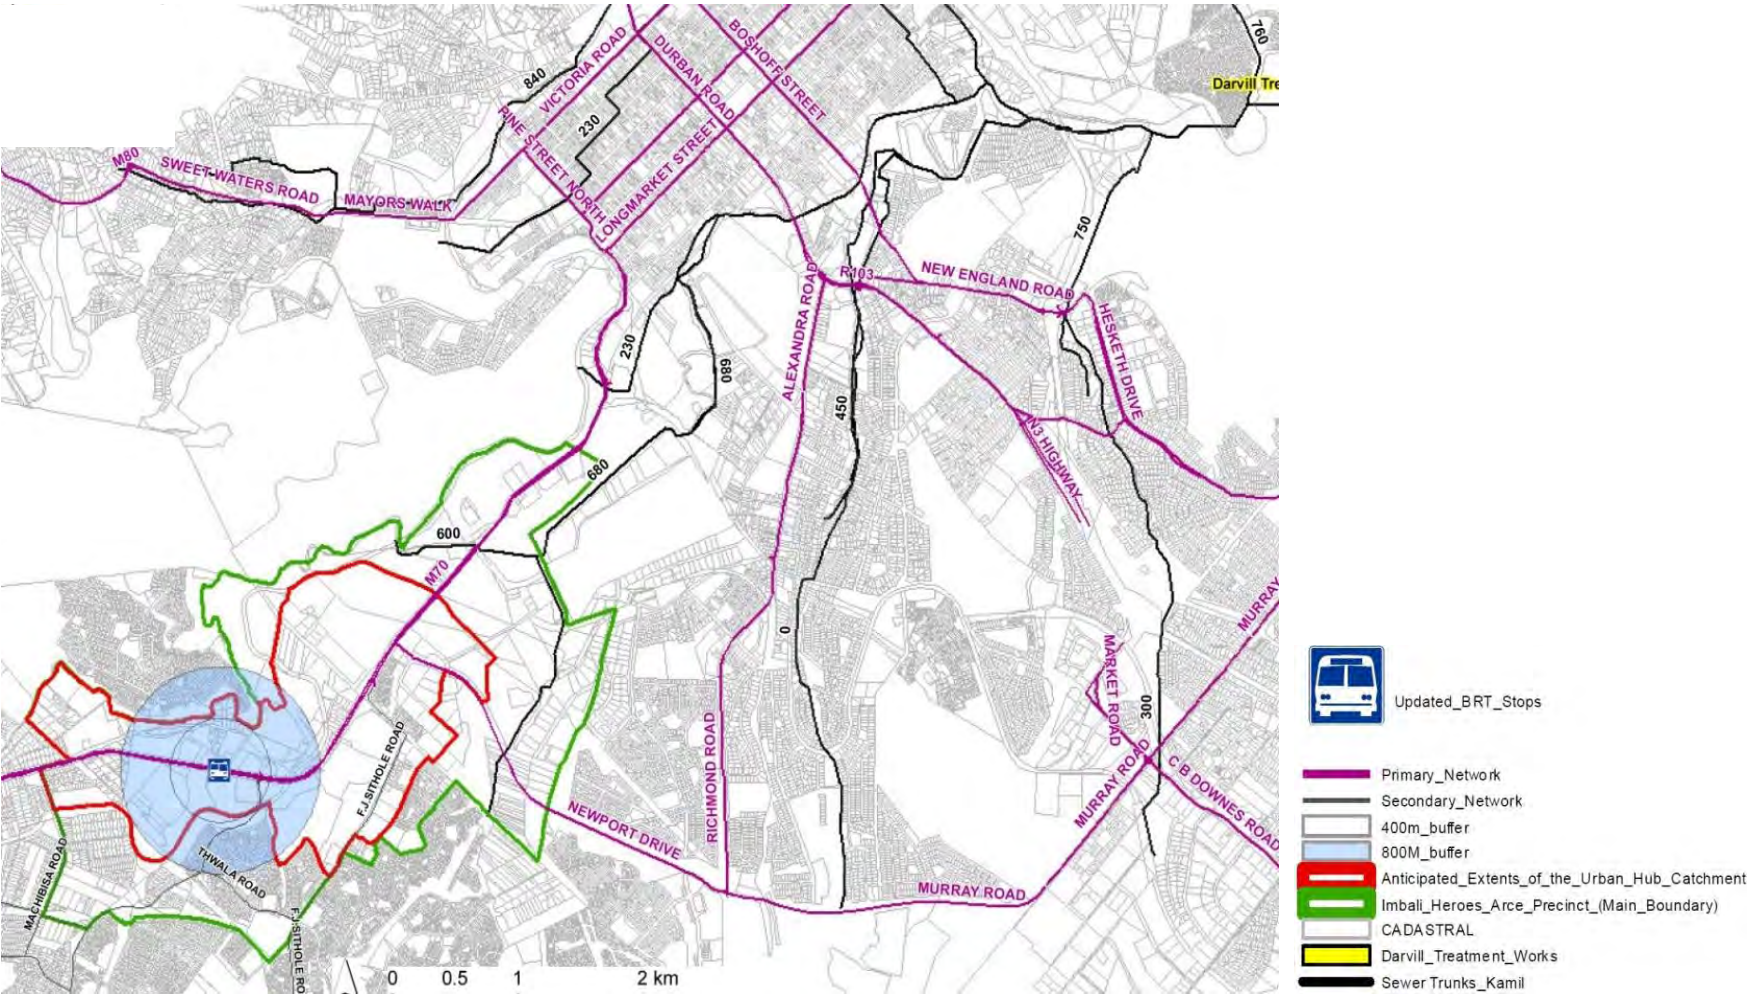 760
Darvill Tre
840
VICTORIA ROAD
DURBAN ROAD
BOSHOFF STREET
230
PINE STREET NORTH
LONGMARKET STREET
M80
SWEET WATERS ROAD
MAYORS WALK
750
R103
NEW ENGLAND ROAD
ALEXANDRA ROAD
HESKETH DRIVE
230
680
450
N3 HIGHWAY
680
600
M70
MURRAY
0
MARKET ROAD
300
F.J.SITHOLE ROAD
RICHMOND ROAD
MURRAY ROAD
C B DOWNES ROAD
NEWPORT DRIVE
THWALA ROAD
MACHIBISA ROAD
MURRAY ROAD
F.J.SITHOLE RO
0 0.5 1 2 km
Updated_BRT_Stops
Primary_Network
Secondary_Network
400m_buffer
800M_buffer
Anticipated_Extents_of_the_Urban_Hub_Catchment
Imbali_Heroes_Arce_Precinct_(Main_Boundary)
CADASTRAL
Darvill_Treatment_Works
Sewer Trunks_Kamil